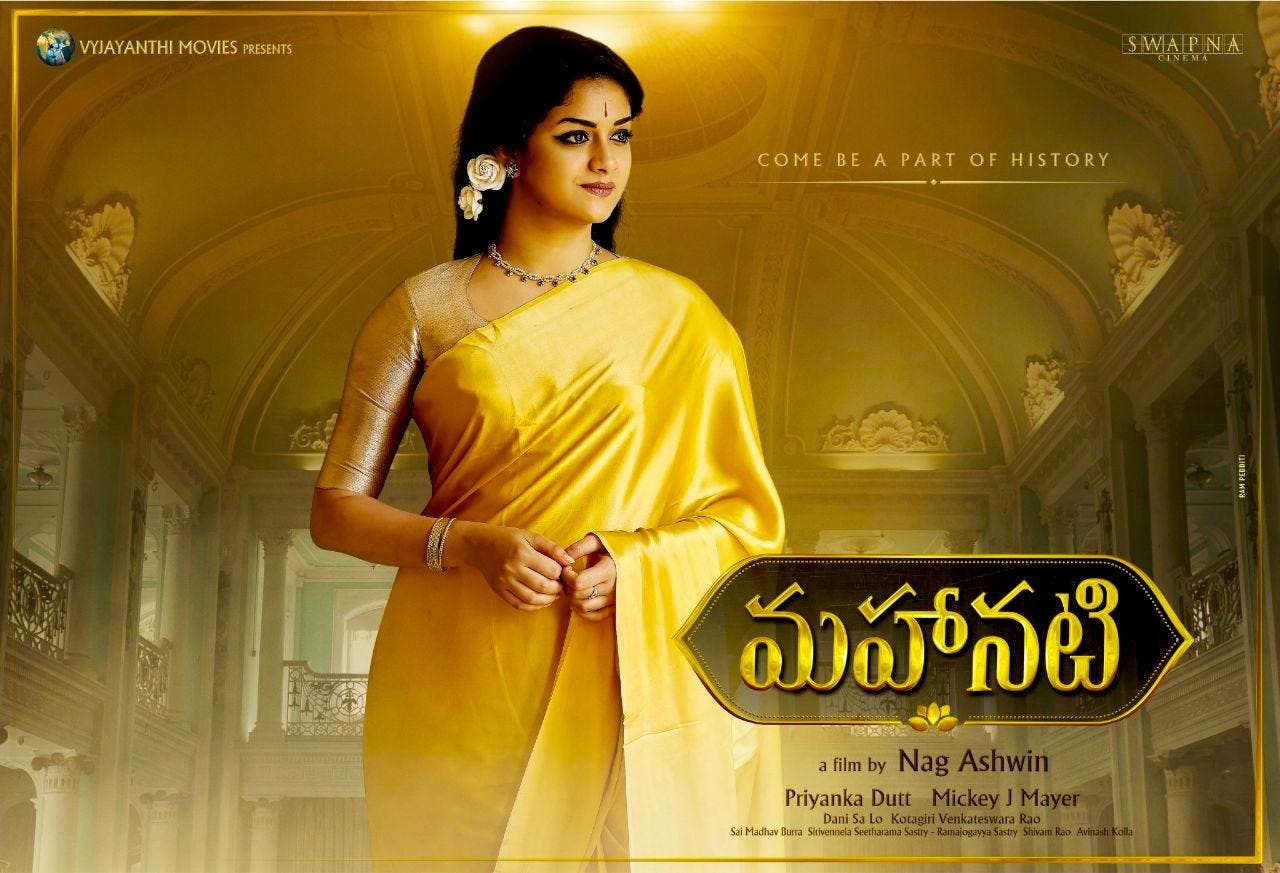 VYJAYANTHI MOVIES PRESENTS
SWAPNA
CINEMA
COME BE A PART OF HISTORY
RAM PEDDITI
మహానటి
a film by Nag Ashwin
Priyanka Dutt Mickey J Mayer
Dani Sa Lo Kotagiri Venkateswara Rao
Sai Madhav Burra Sirivennela Seetharama Sastry - Ramajogayya Sastry Shivam Rao Avinash Kolla